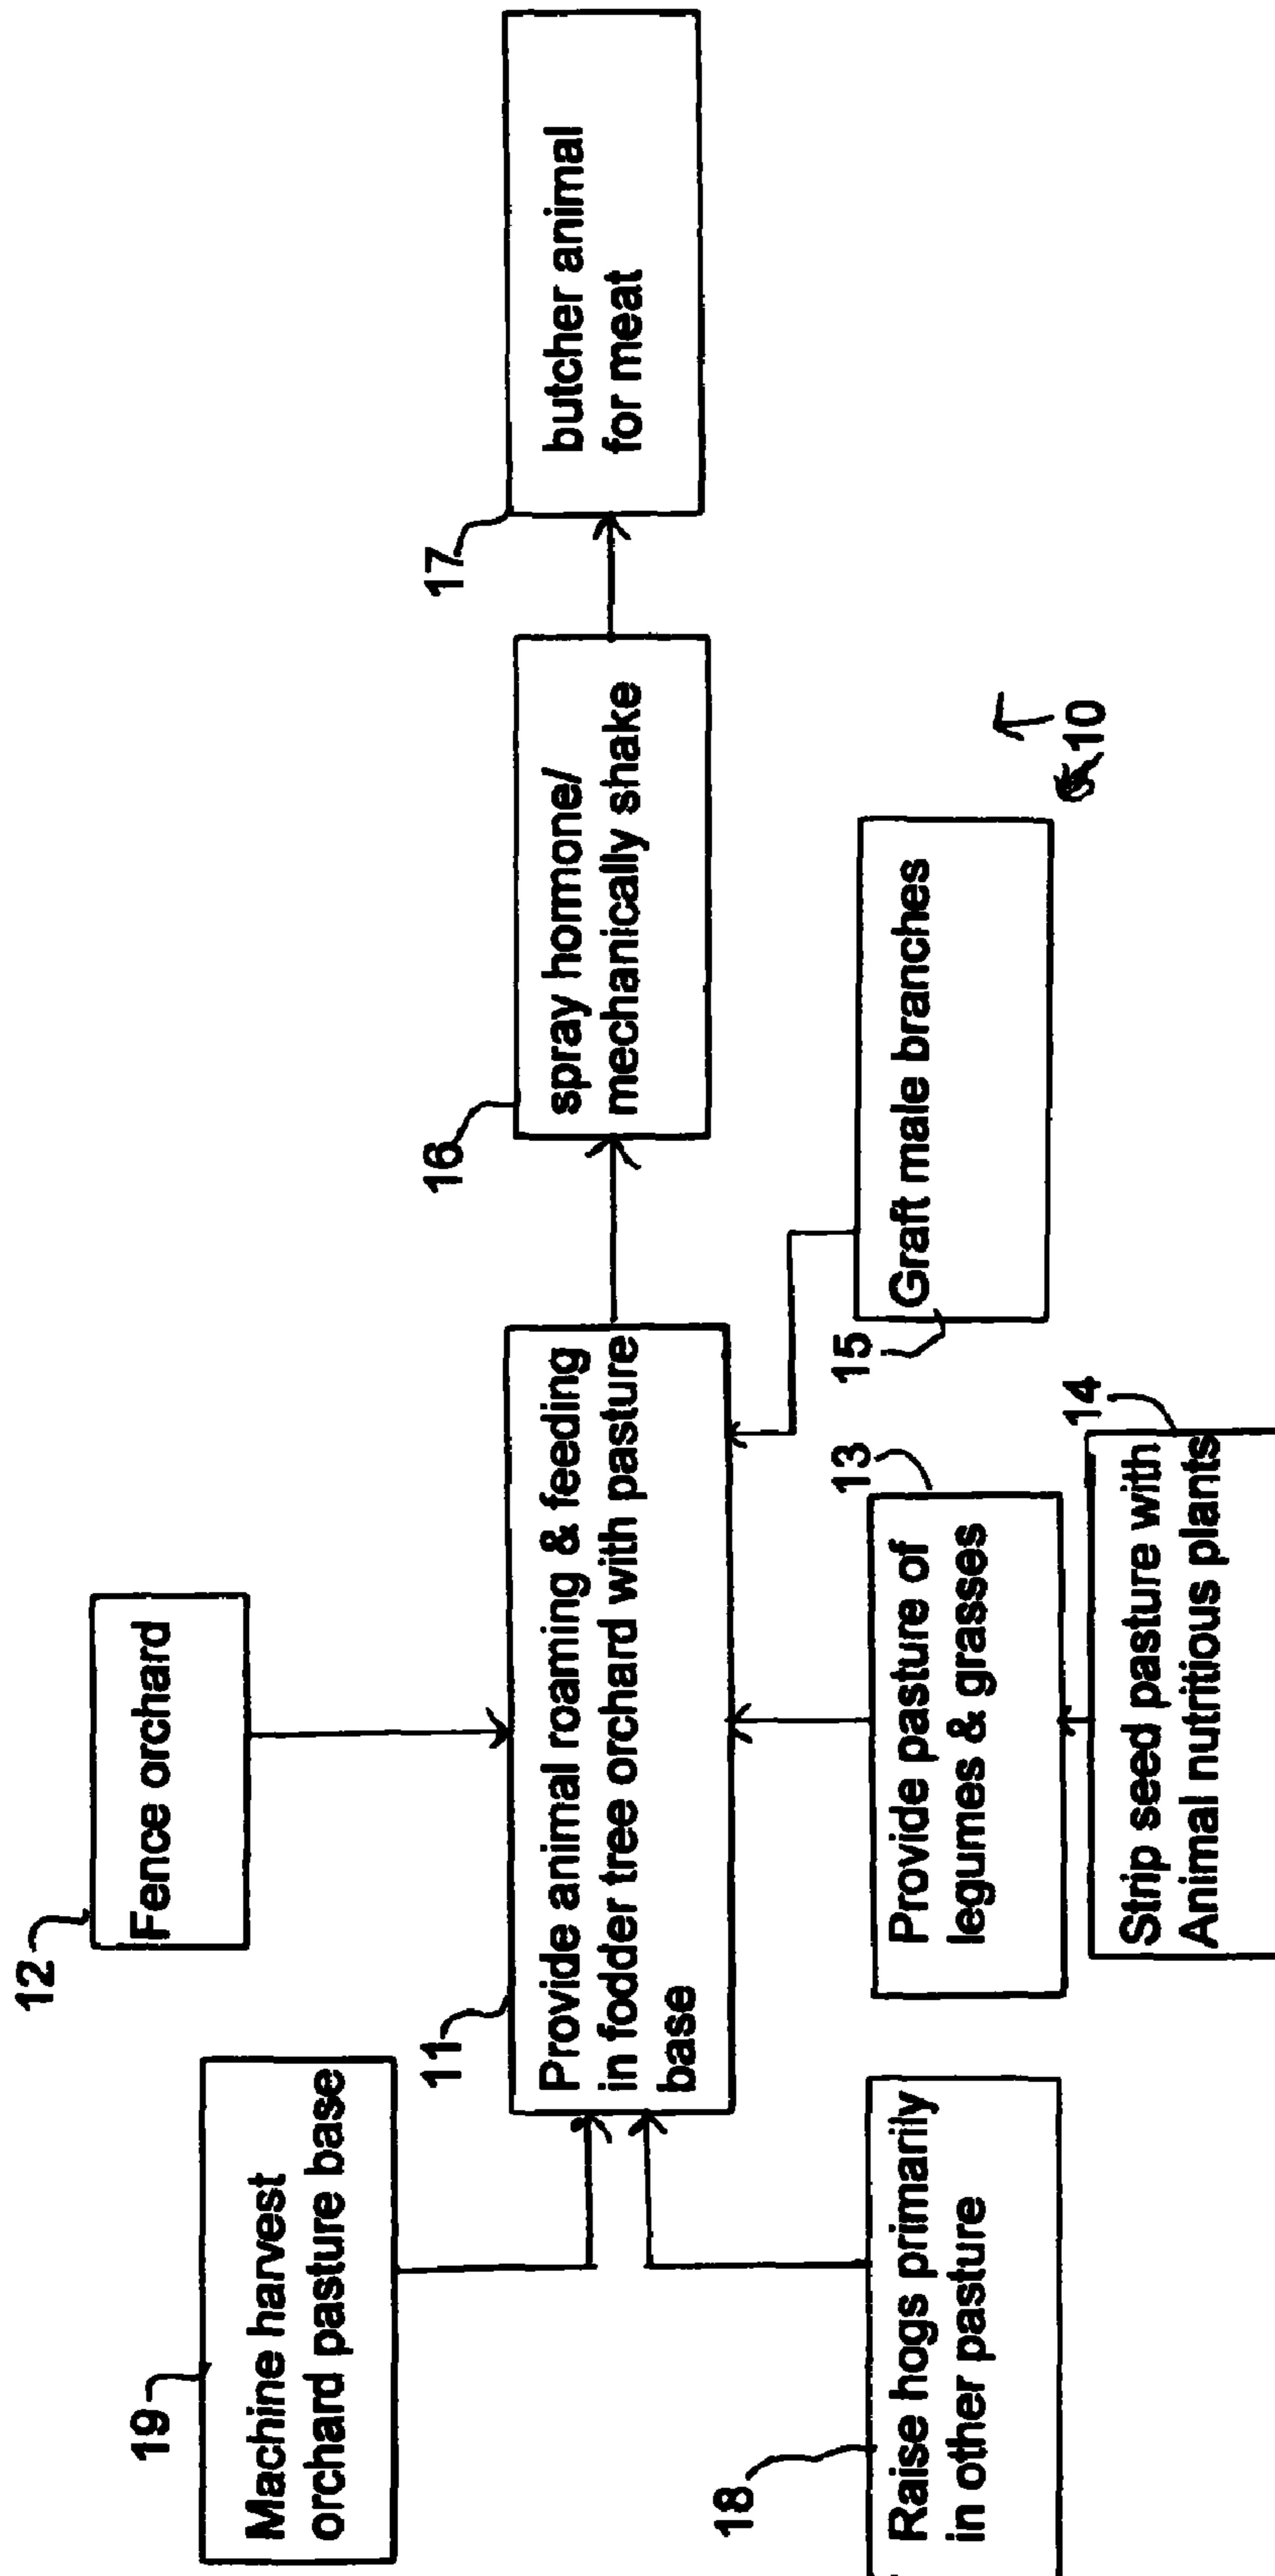 12
Fence orchard
19
Machine harvest
orchard pasture base
11
Provide animal roaming & feeding
in fodder tree orchard with pasture
base
16
spray homone/
mechanically shake
17
butcher animal
for meat
18
Raise hogs primarily
in other pasture
13
Provide pasture of
legumes & grasses
14
Strip seed pasture with
Animal nutritious plants
15
Graft male branches
10